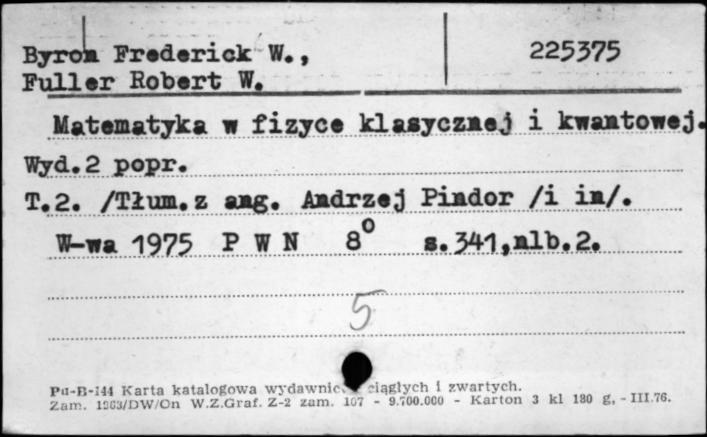 Byron Frederick W., 225375
Fuller Robert W.
Matematyka w fizyce klasycznej i kwantowej.
Wyd.2 popr.
T.2. /Tłum.z ang. Andrzej Pindor /i in/.
W-wa 1975 P W N 8° s.341,nlb.2.
5
Pu-B-144 Karta katalogowa wydawnic ciągłych i zwartych.
Zam. 1263/DW/On W.Z.Graf. Z-2 zam. 107 - 9.700.000 - Karton 3 kl 180 g, - III.76.